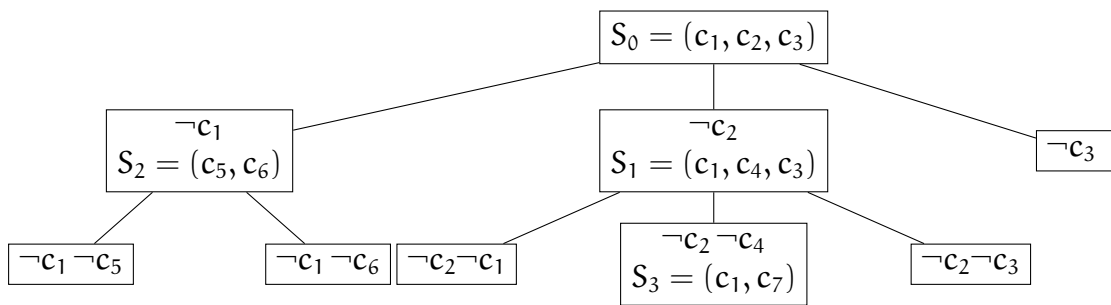 S₀ = (c₁, c₂, c₃)
¬c₁
S₂ = (c₅, c₆)
¬c₂
S₁ = (c₁, c₄, c₃)
¬c₃
¬c₁ ¬c₅
¬c₁ ¬c₆
¬c₂¬c₁
¬c₂ ¬c₄
S₃ = (c₁, c₇)
¬c₂¬c₃